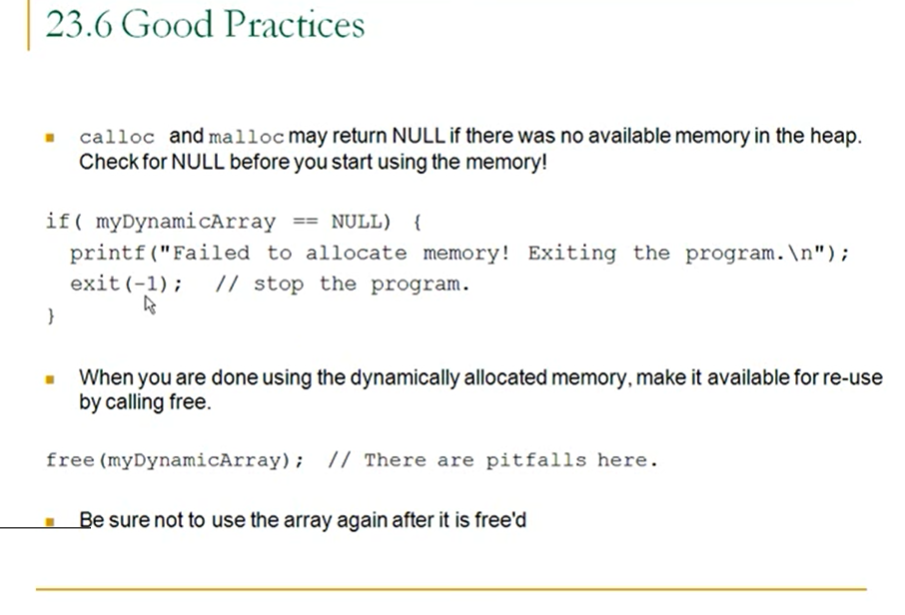 23.6 Good Practices
calloc and malloc may return NULL if there was no available memory in the heap.
Check for NULL before you start using the memory!
if( myDynamicArray == NULL) {
printf("Failed to allocate memory! Exiting the program.\n");
exit(-1); // stop the program.
}
When you are done using the dynamically allocated memory, make it available for re-use
by calling free.
free(myDynamicArray); // There are pitfalls here.
Be sure not to use the array again after it is free'd